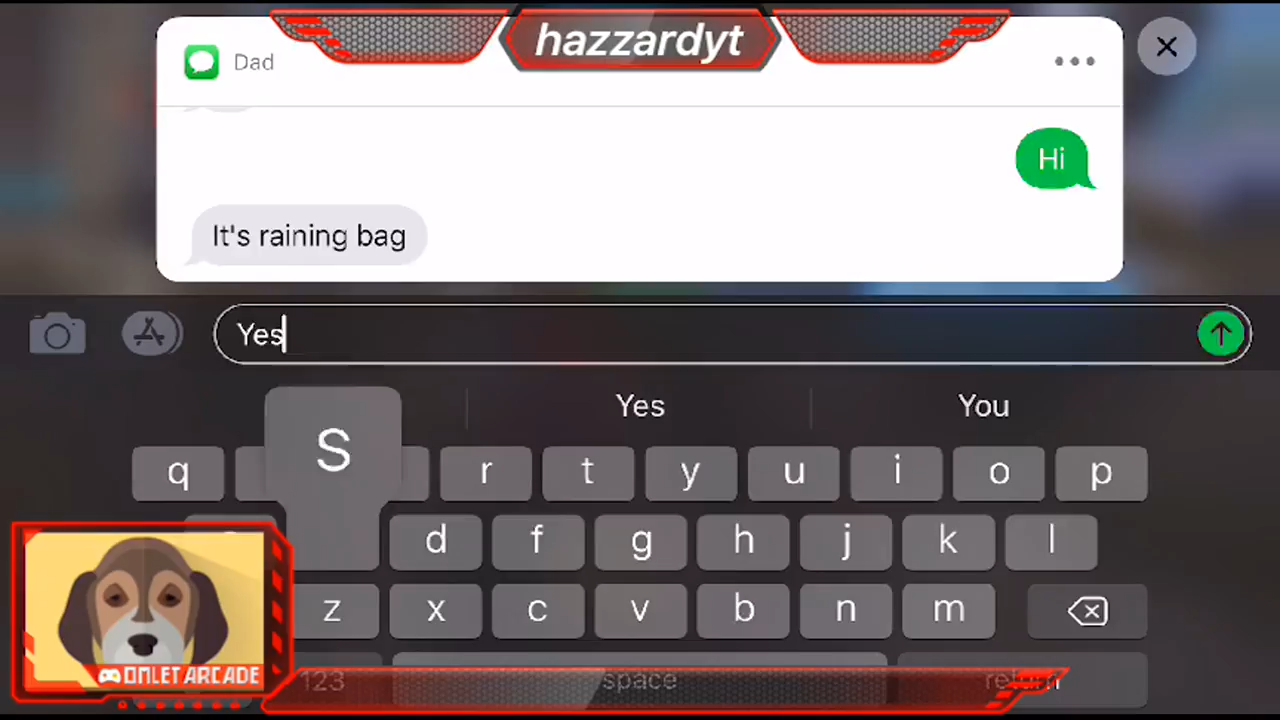 hazzardyt
Dad
Hi
It's raining bag
Yes
Yes
You
S
q
r
t
y
u
i
o
p
d
f
g
h
j
k
l
z
x
c
v
b
n
m
OMLET ARCADE
123
space
return